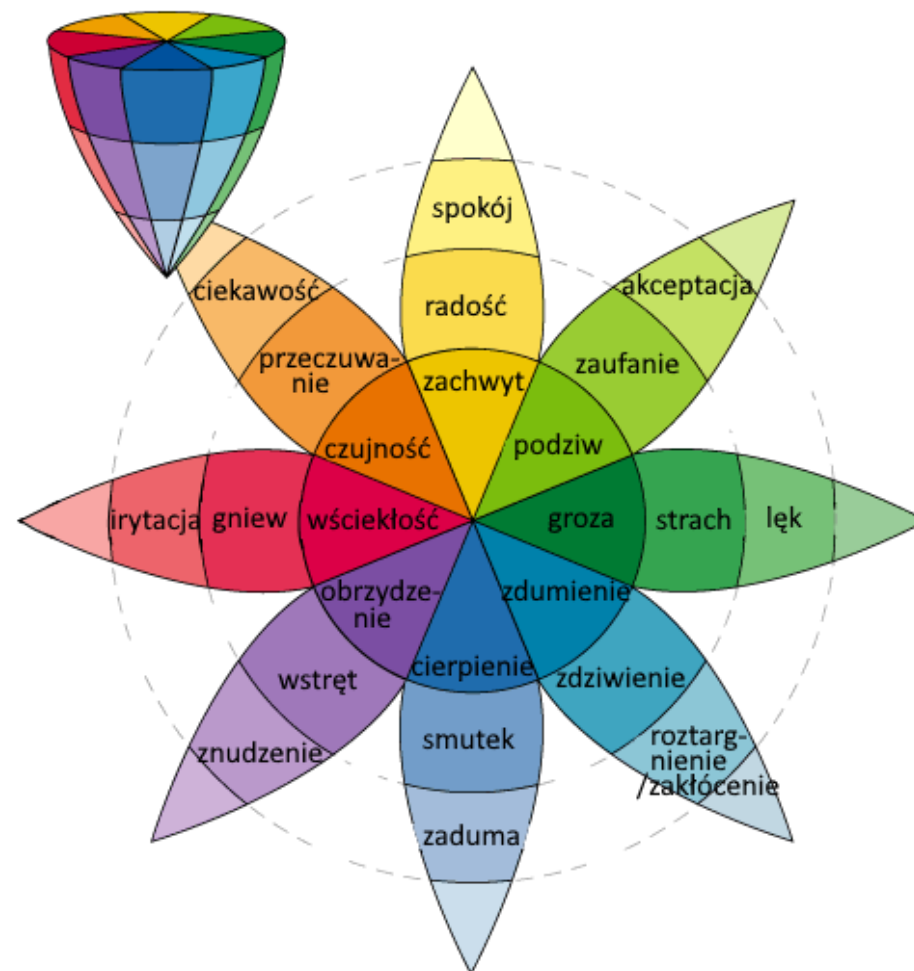 spokój
ciekawość
akceptacja
radość
przeczuwa-
nie
zaufanie
zachwyt
czujność
podziw
irytacja
gniew
wściekłość
groza
strach
lęk
obrzydze-
nie
zdumienie
cierpienie
wstręt
zdziwienie
smutek
znudzenie
roztarg-
nienie
/zakłócenie
zaduma